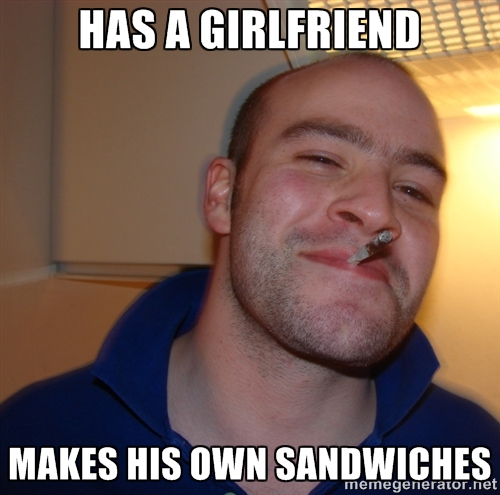 HAS A GIRLFRIEND
MAKES HIS OWN SANDWICHES
memegenerator.net